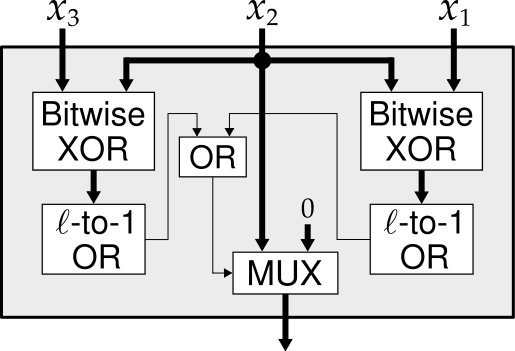 x₃ x₂ x₁
Bitwise
XOR
OR
Bitwise
XOR
ℓ-to-1
OR
0
MUX
ℓ-to-1
OR